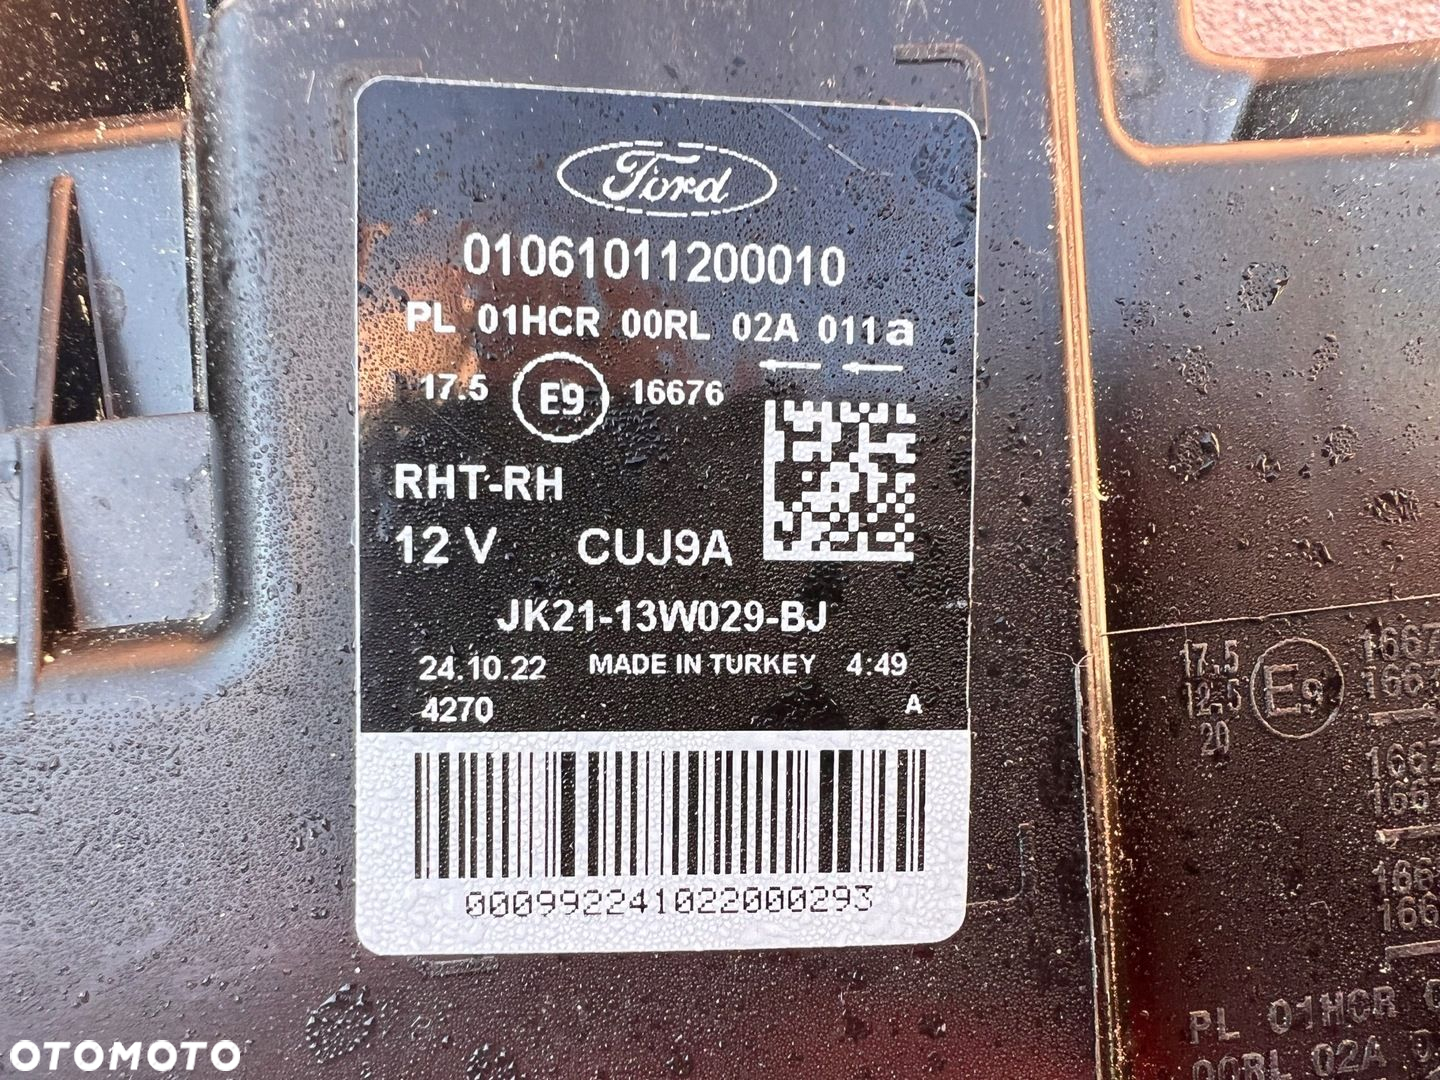 Ford
01061011200010
PL 01HCR 00RL 02A 011a
17.5 E9 16676
RHT-RH
12 V CUJ9A
JK21-13W029-BJ
24.10.22 MADE IN TURKEY 4:49
4270 A
000992241022000293
17.5
12.5
20
E9
PL 01HCR
00RL 02A
OTOMOTO